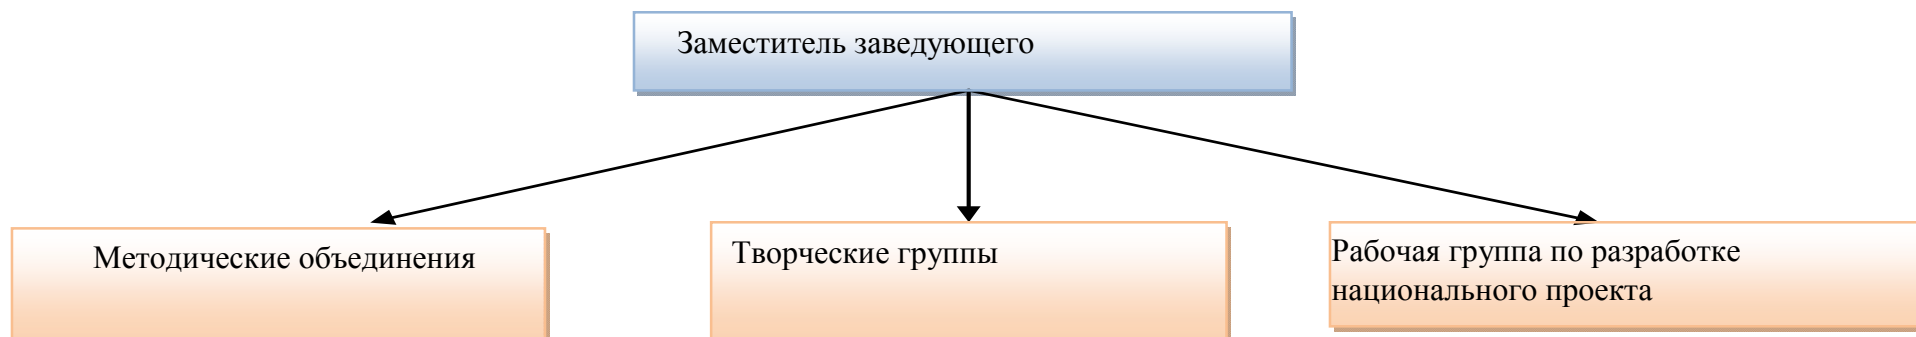 Заместитель заведующего
Методические объединения
Творческие группы
Рабочая группа по разработке
национального проекта